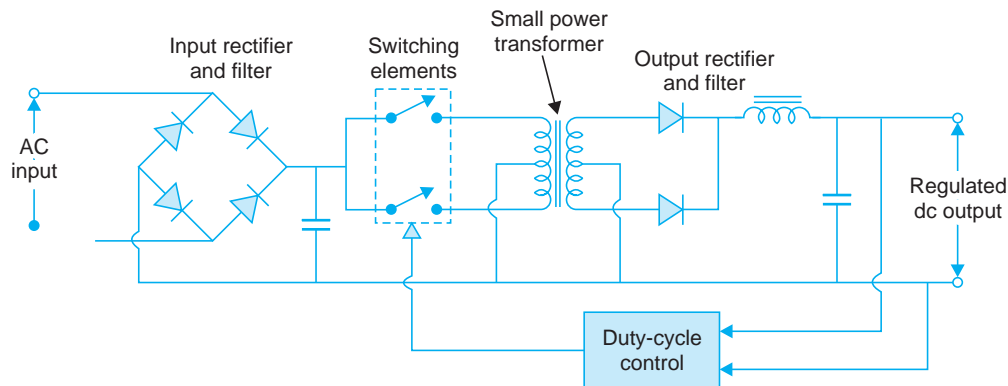 Small power
transformer
Input rectifier
and filter
Switching
elements
Output rectifier
and filter
AC
input
Regulated
dc output
Duty-cycle
control